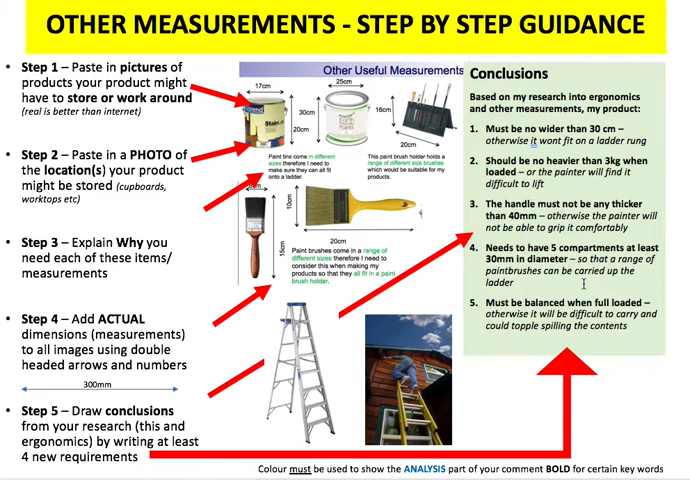 OTHER MEASUREMENTS - STEP BY STEP GUIDANCE
• Step 1 – Paste in pictures of
products your product might
have to store or work around
(real is better than internet)
• Step 2 – Paste in a PHOTO of
the location(s) your product
might be stored (cupboards,
worktops etc)
• Step 3 – Explain Why you
need each of these items/
measurements
• Step 4 – Add ACTUAL
dimensions (measurements)
to all images using double
headed arrows and numbers
300mm
• Step 5 – Draw conclusions
from your research (this and
ergonomics) by writing at least
4 new requirements
Other Useful Measurements
17cm
25cm
30cm
20cm
16cm
20cm
Paint tins come in different
sizes therefore I need to
make sure they can all fit
onto a ladder.
This paint brush holder holds a
range of different size brushes
which would be suitable for my
products.
10cm
15cm
20cm
Paint brushes come in a range of
different sizes therefore I need to
consider this when making my
products so that they all fit in a paint
brush holder.
Conclusions
Based on my research into ergonomics
and other measurements, my product:
1. Must be no wider than 30 cm –
otherwise it wont fit on a ladder rung
2. Should be no heavier than 3kg when
loaded – or the painter will find it
difficult to lift
3. The handle must not be any thicker
than 40mm – otherwise the painter will
not be able to grip it comfortably
4. Needs to have 5 compartments at least
30mm in diameter – so that a range of
paintbrushes can be carried up the
ladder
5. Must be balanced when full loaded –
otherwise it will be difficult to carry and
could topple spilling the contents
Colour must be used to show the ANALYSIS part of your comment BOLD for certain key words